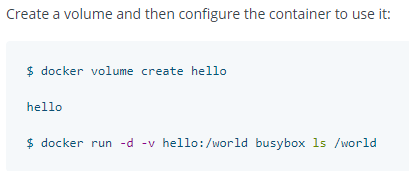 Create a volume and then configure the container to use it:
$ docker volume create hello
hello
$ docker run -d -v hello:/world busybox ls /world